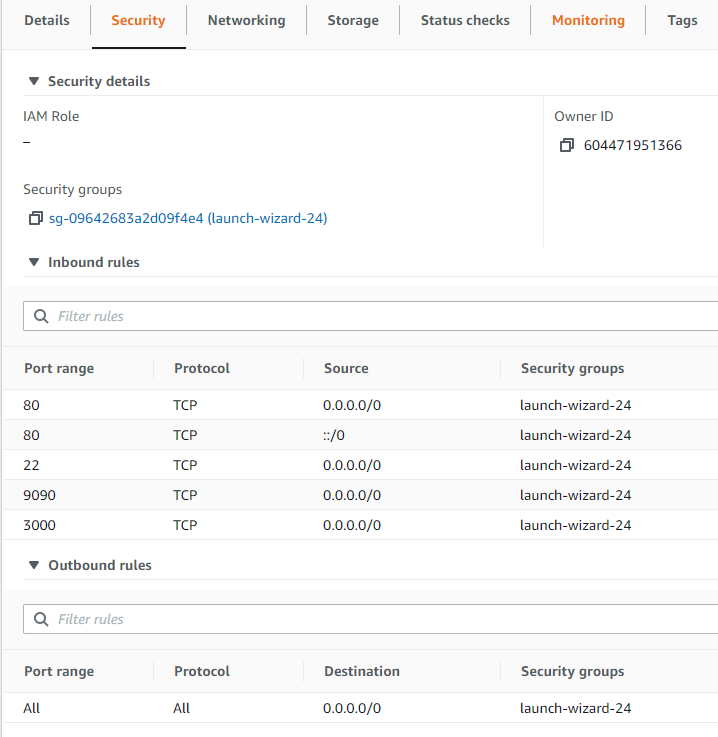 Details Security Networking Storage Status checks Monitoring Tags
Security details
IAM Role Owner ID
– 604471951366
Security groups
sg-09642683a2d09f4e4 (launch-wizard-24)
Inbound rules
Filter rules
Port range Protocol Source Security groups
80 TCP 0.0.0.0/0 launch-wizard-24
80 TCP ::/0 launch-wizard-24
22 TCP 0.0.0.0/0 launch-wizard-24
9090 TCP 0.0.0.0/0 launch-wizard-24
3000 TCP 0.0.0.0/0 launch-wizard-24
Outbound rules
Filter rules
Port range Protocol Destination Security groups
All All 0.0.0.0/0 launch-wizard-24